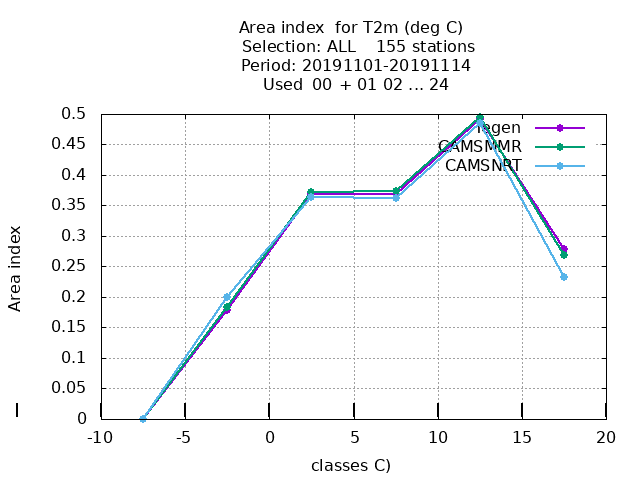 Area index for T2m (deg C)
Selection: ALL 155 stations
Period: 20191101-20191114
Used 00 + 01 02 ... 24
Area index
0.5
0.45
0.4
0.35
0.3
0.25
0.2
0.15
0.1
0.05
0
-10 -5 0 5 10 15 20
classes C)
Tegen
CAMSMMR
CAMSNRT